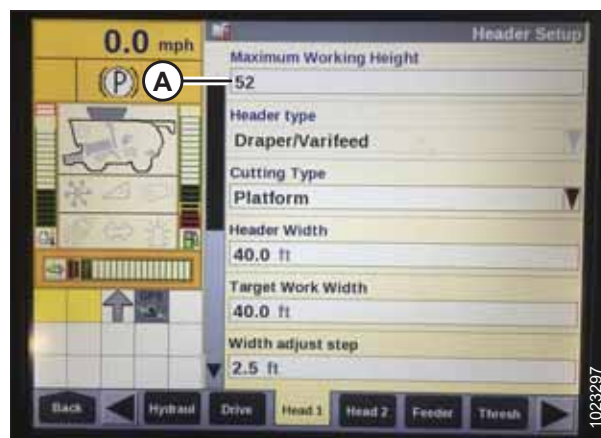 0.0 mph
(P)
A
Header Setup
Maximum Working Height
52
Header type
Draper/Varifeed
Cutting Type
Platform
Header Width
40.0 ft
Target Work Width
40.0 ft
Width adjust step
2.5 ft
Back
Hydraul
Drive
Head 1
Head 2
Feeder
Thresh
1023297